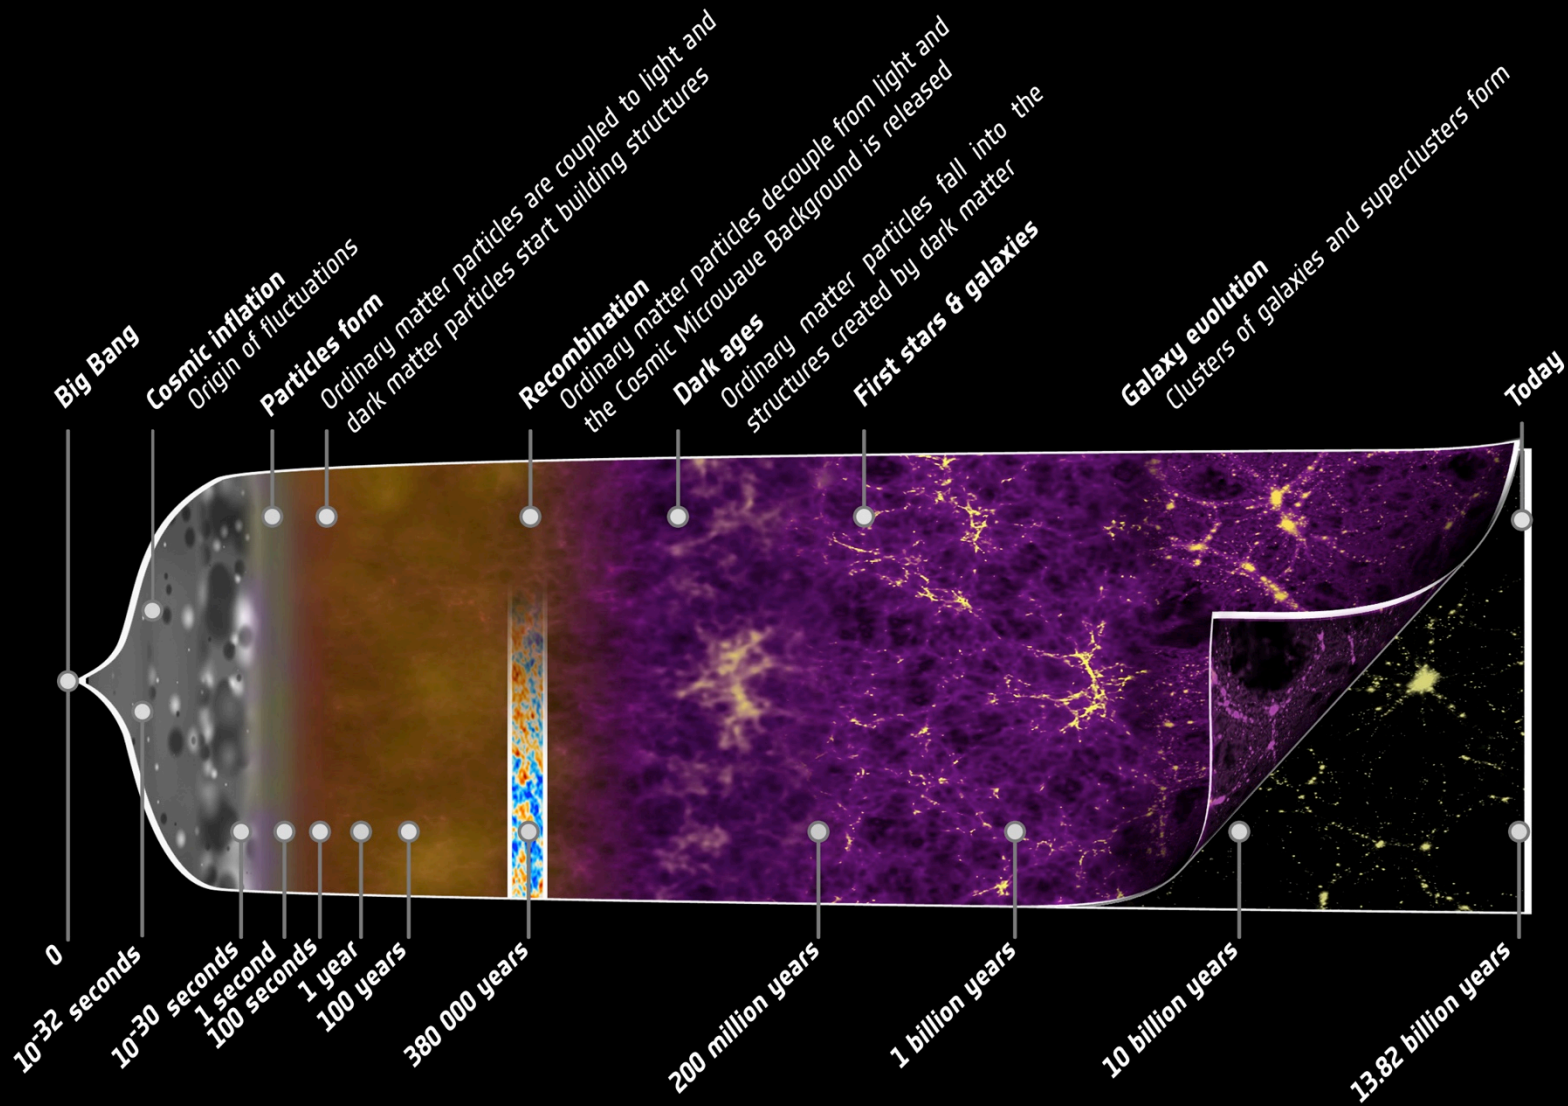 Big Bang
Cosmic inflation
Origin of fluctuations
Particles form
Ordinary matter particles are coupled to light and
dark matter particles start building structures
Recombination
Ordinary matter particles decouple from light and
the Cosmic Microwave Background is released
Dark ages
Ordinary matter particles fall into the
structures created by dark matter
First stars & galaxies
Galaxy evolution
Clusters of galaxies and superclusters form
Today
0
10-32 seconds
10-30 seconds
1 second
100 seconds
1 year
100 years
380 000 years
200 million years
1 billion years
10 billion years
13.82 billion years